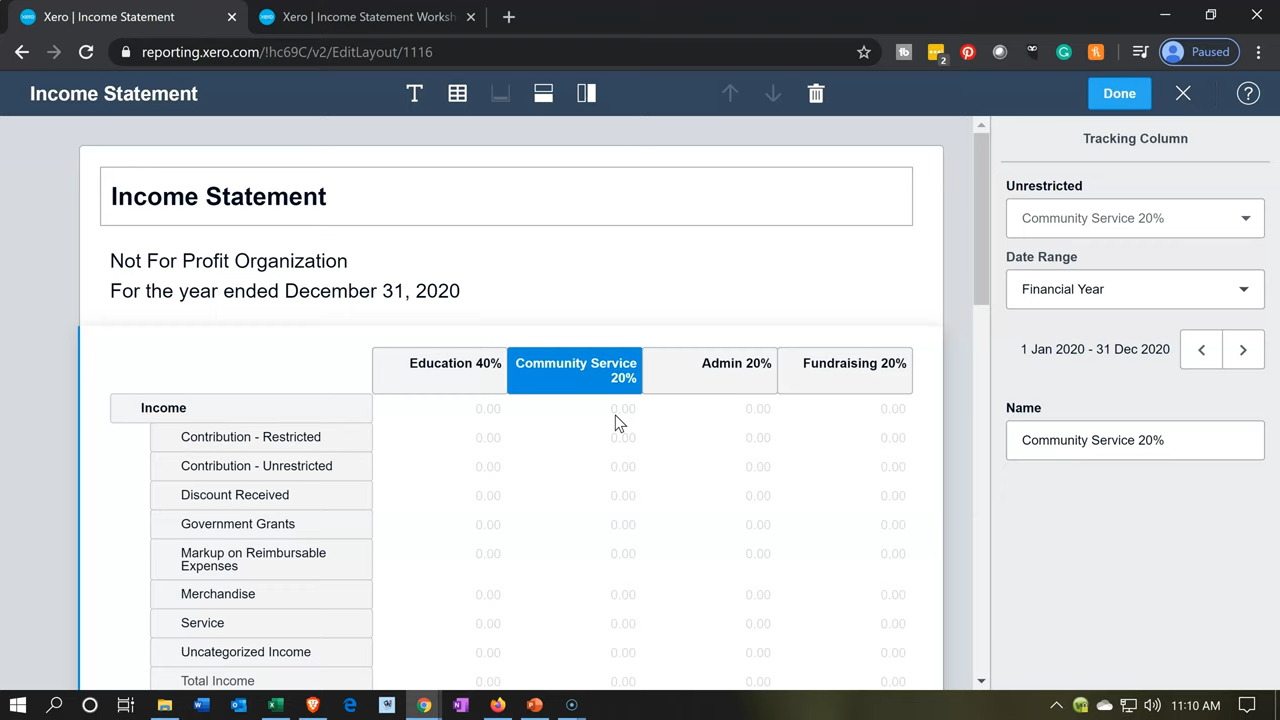 Xero | Income Statement
Xero | Income Statement Worksh
reporting.xero.com/!hc69C/v2/EditLayout/1116
2
Paused
Income Statement
Done
Tracking Column
Income Statement
Not For Profit Organization
For the year ended December 31, 2020
Unrestricted
Community Service 20%
Date Range
Financial Year
1 Jan 2020 - 31 Dec 2020
Name
Community Service 20%
Education 40% Community Service 20% Admin 20% Fundraising 20%
Income 0.00 0.00 0.00 0.00
Contribution - Restricted 0.00 0.00 0.00 0.00
Contribution - Unrestricted 0.00 0.00 0.00 0.00
Discount Received 0.00 0.00 0.00 0.00
Government Grants 0.00 0.00 0.00 0.00
Markup on Reimbursable 0.00 0.00 0.00 0.00
Expenses
Merchandise 0.00 0.00 0.00 0.00
Service 0.00 0.00 0.00 0.00
Uncategorized Income 0.00 0.00 0.00 0.00
Total Income 0.00 0.00 0.00 0.00
11:10 AM